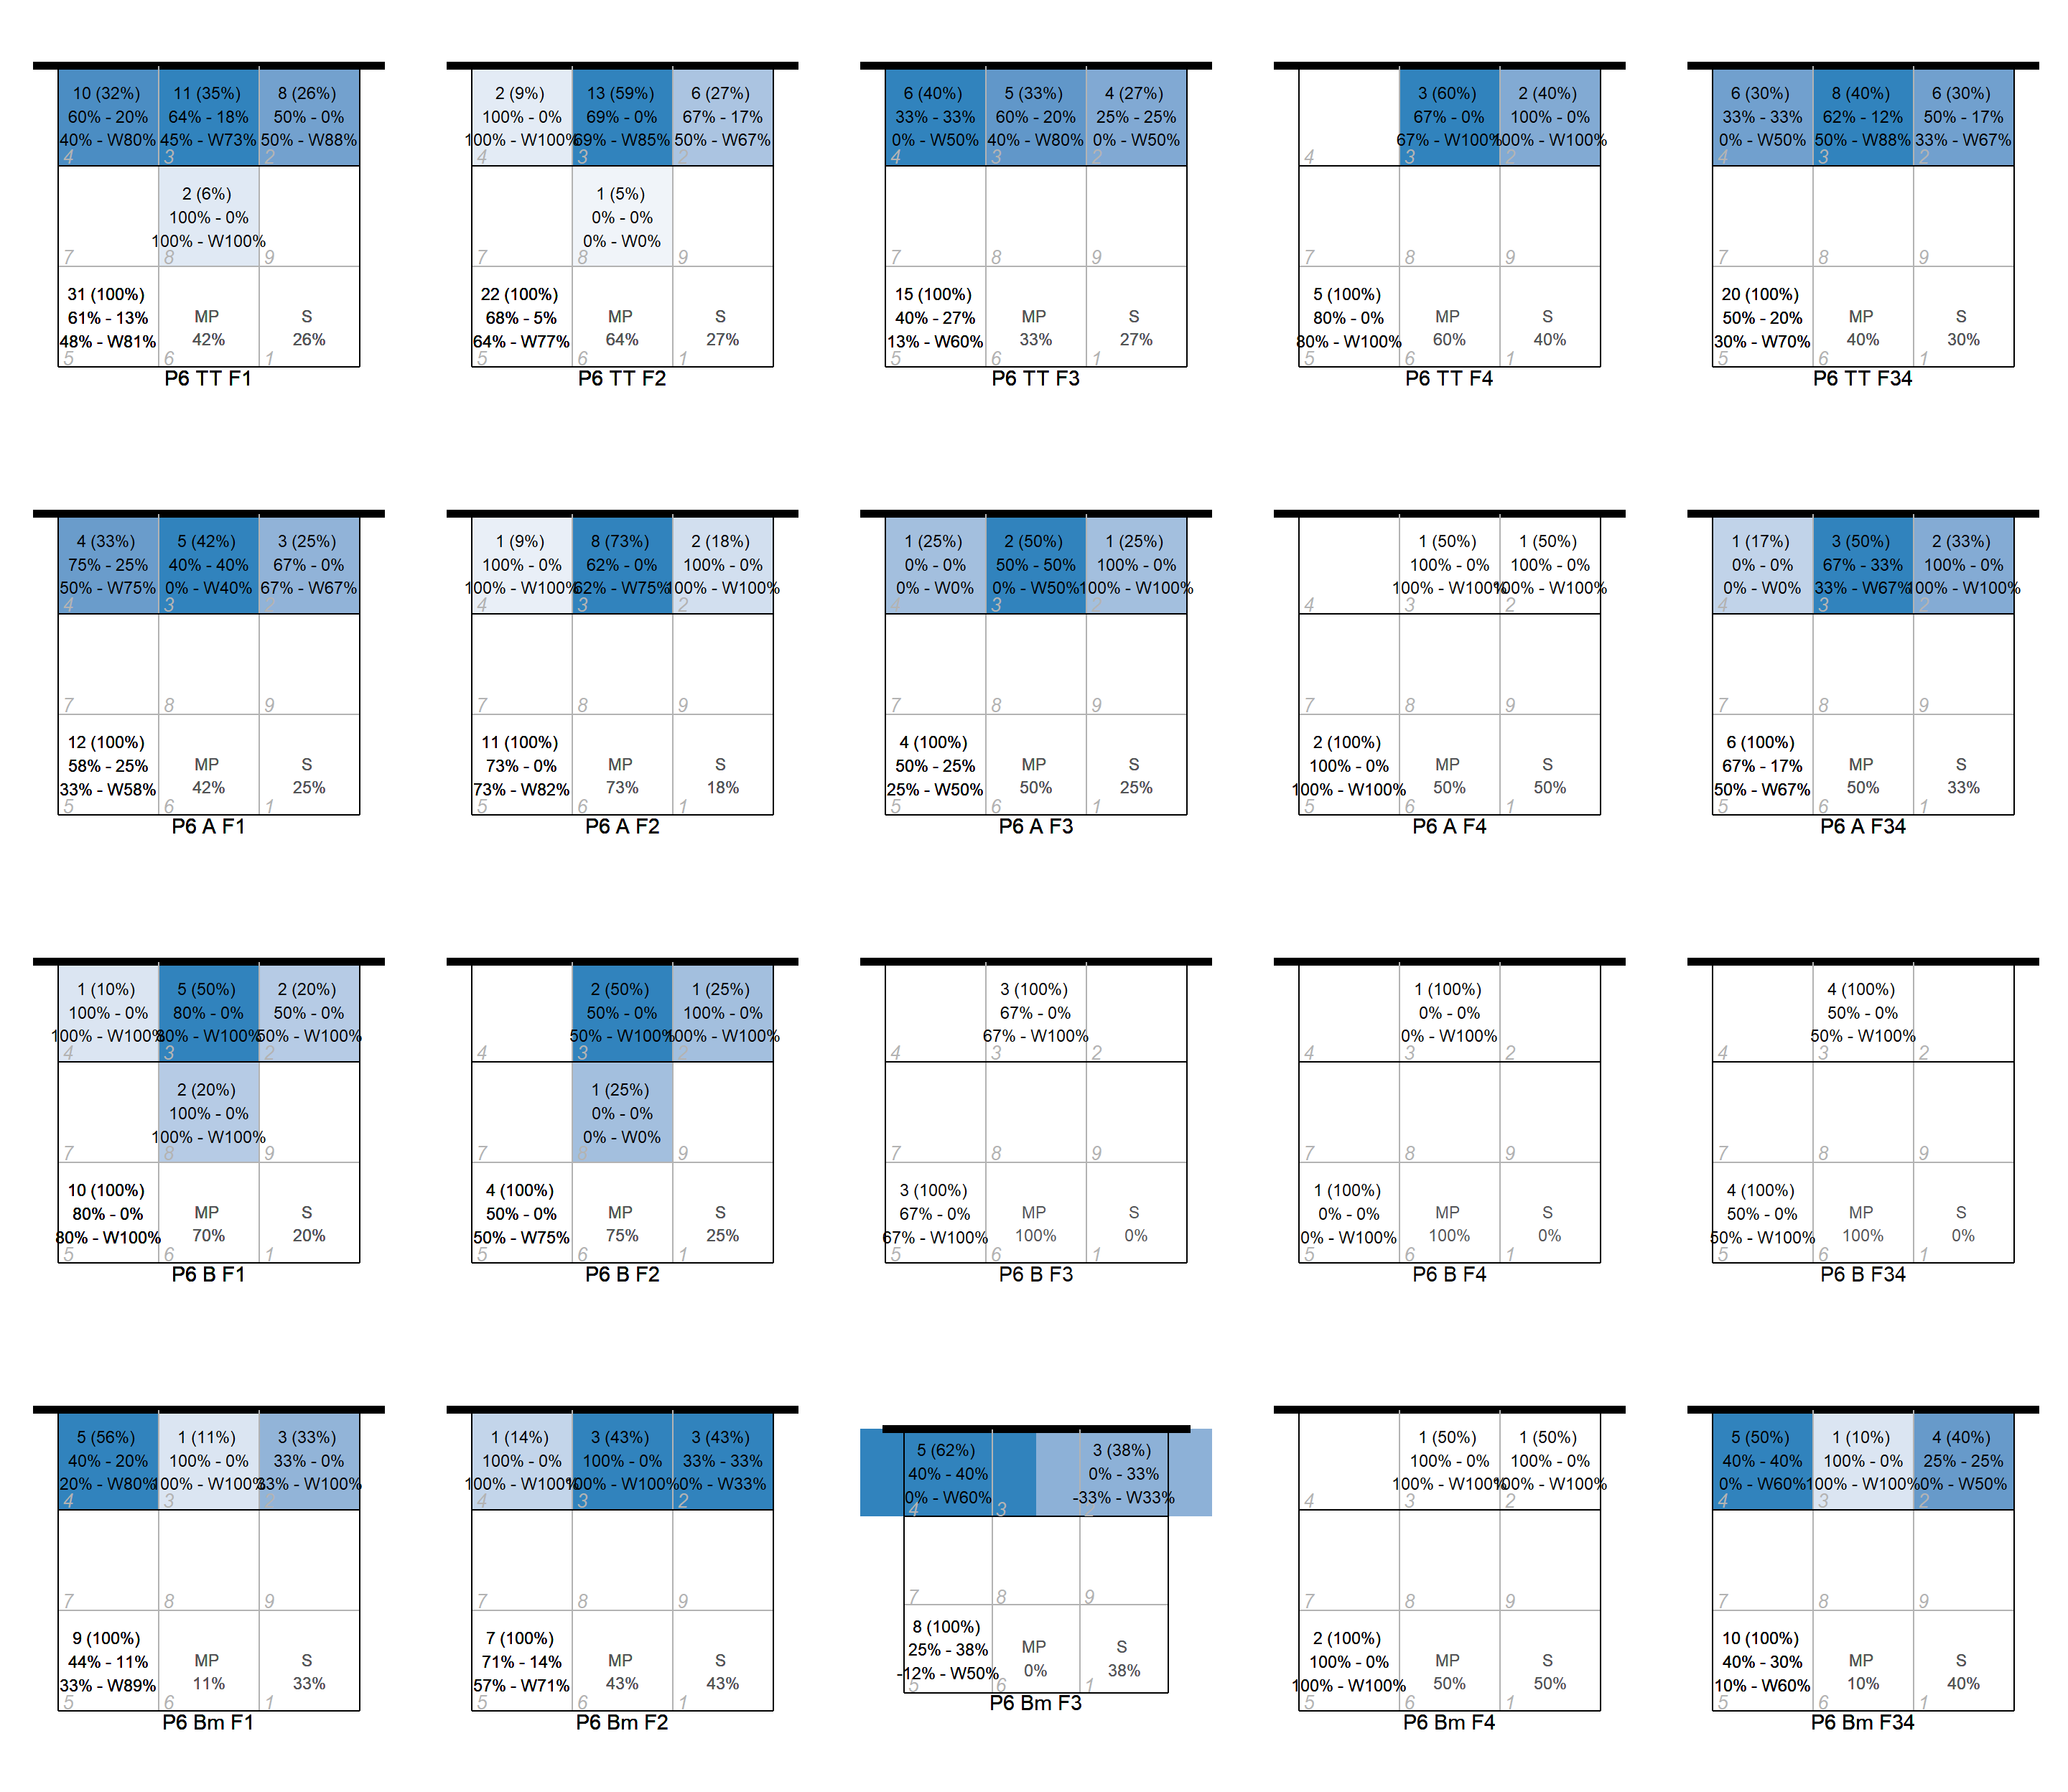 10 (32%) 11 (35%) 8 (26%)
60% - 20% 64% - 18% 50% - 0%
40% - W80% 45% - W73% 50% - W88%
4 3 2
2 (6%)
100% - 0%
100% - W100%
7 8 9
31 (100%)
61% - 13% MP S
48% - W81% 42% 26%
5 6 1
P6 TT F1
2 (9%) 13 (59%) 6 (27%)
100% - 0% 69% - 0% 67% - 17%
100% - W100% 69% - W85% 50% - W67%
4 3 2
1 (5%)
0% - 0%
0% - W0%
7 8 9
22 (100%)
68% - 5% MP S
64% - W77% 64% 27%
5 6 1
P6 TT F2
6 (40%) 5 (33%) 4 (27%)
33% - 33% 60% - 20% 25% - 25%
0% - W50% 40% - W80% 0% - W50%
4 3 2
7 8 9
15 (100%)
40% - 27% MP S
13% - W60% 33% 27%
5 6 1
P6 TT F3
3 (60%) 2 (40%)
67% - 0% 100% - 0%
67% - W100% 100% - W100%
4 3 2
7 8 9
5 (100%)
80% - 0% MP S
80% - W100% 60% 40%
5 6 1
P6 TT F4
6 (30%) 8 (40%) 6 (30%)
33% - 33% 62% - 12% 50% - 17%
0% - W50% 50% - W88% 33% - W67%
4 3 2
7 8 9
20 (100%)
50% - 20% MP S
30% - W70% 40% 30%
5 6 1
P6 TT F34
4 (33%) 5 (42%) 3 (25%)
75% - 25% 40% - 40% 67% - 0%
50% - W75% 0% - W40% 67% - W67%
4 3 2
7 8 9
12 (100%)
58% - 25% MP S
33% - W58% 42% 25%
5 6 1
P6 A F1
1 (9%) 8 (73%) 2 (18%)
100% - 0% 62% - 0% 100% - 0%
100% - W100% 62% - W75% 100% - W100%
4 3 2
7 8 9
11 (100%)
73% - 0% MP S
73% - W82% 73% 18%
5 6 1
P6 A F2
1 (25%) 2 (50%) 1 (25%)
0% - 0% 50% - 50% 100% - 0%
0% - W0% 0% - W50% 100% - W100%
4 3 2
7 8 9
4 (100%)
50% - 25% MP S
25% - W50% 50% 25%
5 6 1
P6 A F3
1 (50%) 1 (50%)
100% - 0% 100% - 0%
100% - W100% 100% - W100%
4 3 2
7 8 9
2 (100%)
100% - 0% MP S
100% - W100% 50% 50%
5 6 1
P6 A F4
1 (17%) 3 (50%) 2 (33%)
0% - 0% 67% - 33% 100% - 0%
0% - W0% 33% - W67% 100% - W100%
4 3 2
7 8 9
6 (100%)
67% - 17% MP S
50% - W67% 50% 33%
5 6 1
P6 A F34
1 (10%) 5 (50%) 2 (20%)
100% - 0% 80% - 0% 50% - 0%
100% - W100% 80% - W100% 50% - W100%
4 3 2
2 (20%)
100% - 0%
100% - W100%
7 8 9
10 (100%)
80% - 0% MP S
80% - W100% 70% 20%
5 6 1
P6 B F1
2 (50%) 1 (25%)
50% - 0% 100% - 0%
50% - W100% 100% - W100%
4 3 2
1 (25%)
0% - 0%
0% - W0%
7 8 9
4 (100%)
50% - 0% MP S
50% - W75% 75% 25%
5 6 1
P6 B F2
3 (100%)
67% - 0%
67% - W100%
4 3 2
7 8 9
3 (100%)
67% - 0% MP S
67% - W100% 100% 0%
5 6 1
P6 B F3
1 (100%)
0% - 0%
0% - W100%
4 3 2
7 8 9
1 (100%)
0% - 0% MP S
0% - W100% 100% 0%
5 6 1
P6 B F4
4 (100%)
50% - 0%
50% - W100%
4 3 2
7 8 9
4 (100%)
50% - 0% MP S
50% - W100% 100% 0%
5 6 1
P6 B F34
5 (56%) 1 (11%) 3 (33%)
40% - 20% 100% - 0% 33% - 0%
20% - W80% 100% - W100% 33% - W100%
4 3 2
7 8 9
9 (100%)
44% - 11% MP S
33% - W89% 11% 33%
5 6 1
P6 Bm F1
1 (14%) 3 (43%) 3 (43%)
100% - 0% 100% - 0% 33% - 33%
100% - W100% 100% - W100% 0% - W33%
4 3 2
7 8 9
7 (100%)
71% - 14% MP S
57% - W71% 43% 43%
5 6 1
P6 Bm F2
5 (62%) 3 (38%)
40% - 40% 0% - 33%
0% - W60% -33% - W33%
4 3 2
7 8 9
8 (100%)
25% - 38% MP S
-12% - W50% 0% 38%
5 6 1
P6 Bm F3
1 (50%) 1 (50%)
100% - 0% 100% - 0%
100% - W100% 100% - W100%
4 3 2
7 8 9
2 (100%)
100% - 0% MP S
100% - W100% 50% 50%
5 6 1
P6 Bm F4
5 (50%) 1 (10%) 4 (40%)
40% - 40% 100% - 0% 25% - 25%
0% - W60% 100% - W100% 0% - W50%
4 3 2
7 8 9
10 (100%)
40% - 30% MP S
10% - W60% 10% 40%
5 6 1
P6 Bm F34